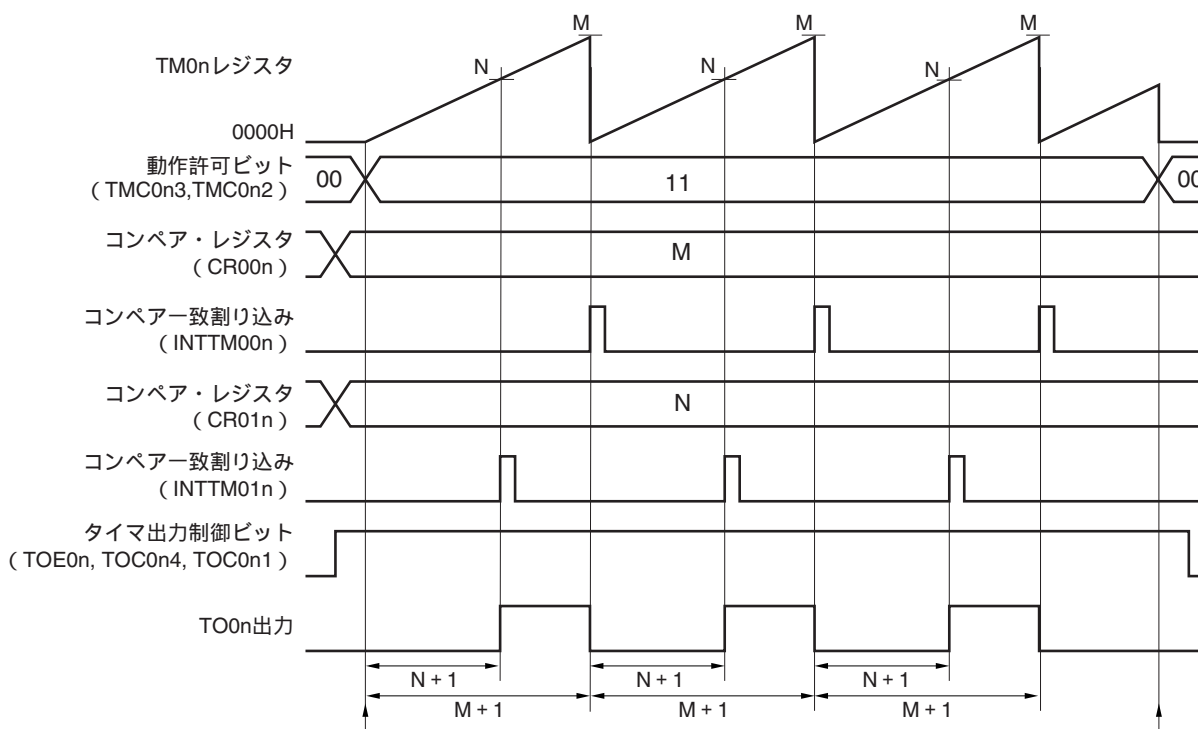 M M M
TM0nレジスタ
N N N
0000H
動作許可ビット
( TMC0n3,TMC0n2 )
00 11 00
コンペア・レジスタ
( CR00n )
M
コンペア一致割り込み
( INTTM00n )
コンペア・レジスタ
( CR01n )
N
コンペア一致割り込み
( INTTM01n )
タイマ出力制御ビット
( TOE0n, TOC0n4, TOC0n1 )
TO0n出力
N + 1 N + 1 N + 1
M + 1 M + 1 M + 1